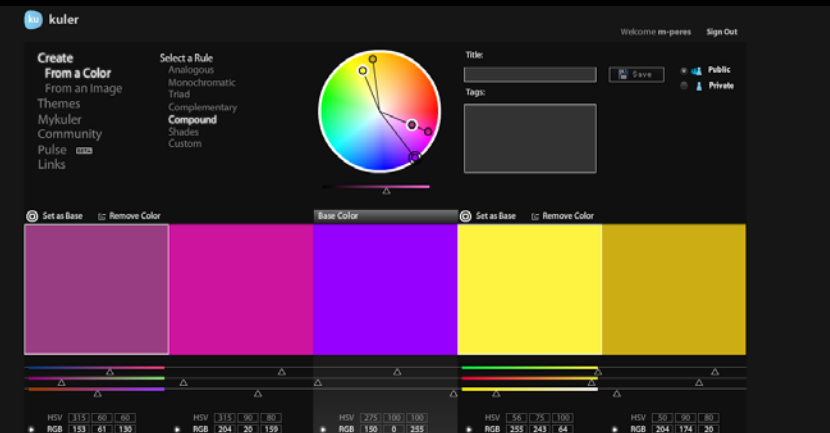 ku kuler
Welcome m-peres Sign Out
Create
From a Color
From an Image
Themes
Mykuler
Community
Pulse BETA
Links
Select a Rule
Analogous
Monochromatic
Triad
Complementary
Compound
Shades
Custom
Title:
Save
Public
Private
Tags:
Set as Base Remove Color Base Color Set as Base Remove Color
HSV 315 60 60 HSV 315 90 80 HSV 275 100 100 HSV 56 75 100 HSV 50 90 80
RGB 153 61 130 RGB 204 20 159 RGB 150 0 255 RGB 255 243 64 RGB 204 174 20